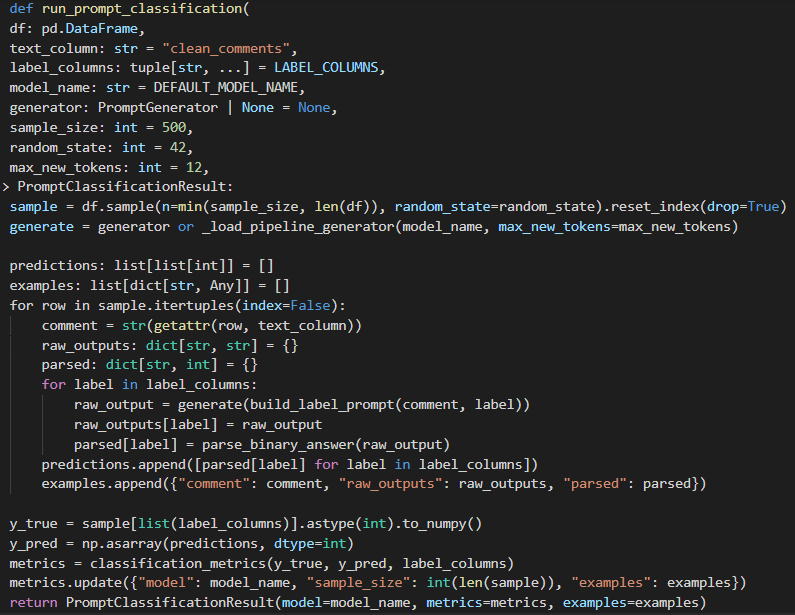 def run_prompt_classification(
df: pd.DataFrame,
text_column: str = "clean_comments",
label_columns: tuple[str, ...] = LABEL_COLUMNS,
model_name: str = DEFAULT_MODEL_NAME,
generator: PromptGenerator | None = None,
sample_size: int = 500,
random_state: int = 42,
max_new_tokens: int = 12,
> PromptClassificationResult:
sample = df.sample(n=min(sample_size, len(df)), random_state=random_state).reset_index(drop=True)
generate = generator or _load_pipeline_generator(model_name, max_new_tokens=max_new_tokens)

predictions: list[list[int]] = []
examples: list[dict[str, Any]] = []
for row in sample.itertuples(index=False):
    comment = str(getattr(row, text_column))
    raw_outputs: dict[str, str] = {}
    parsed: dict[str, int] = {}
    for label in label_columns:
        raw_output = generate(build_label_prompt(comment, label))
        raw_outputs[label] = raw_output
        parsed[label] = parse_binary_answer(raw_output)
    predictions.append([parsed[label] for label in label_columns])
    examples.append({"comment": comment, "raw_outputs": raw_outputs, "parsed": parsed})

y_true = sample[list(label_columns)].astype(int).to_numpy()
y_pred = np.asarray(predictions, dtype=int)
metrics = classification_metrics(y_true, y_pred, label_columns)
metrics.update({"model": model_name, "sample_size": int(len(sample)), "examples": examples})
return PromptClassificationResult(model=model_name, metrics=metrics, examples=examples)